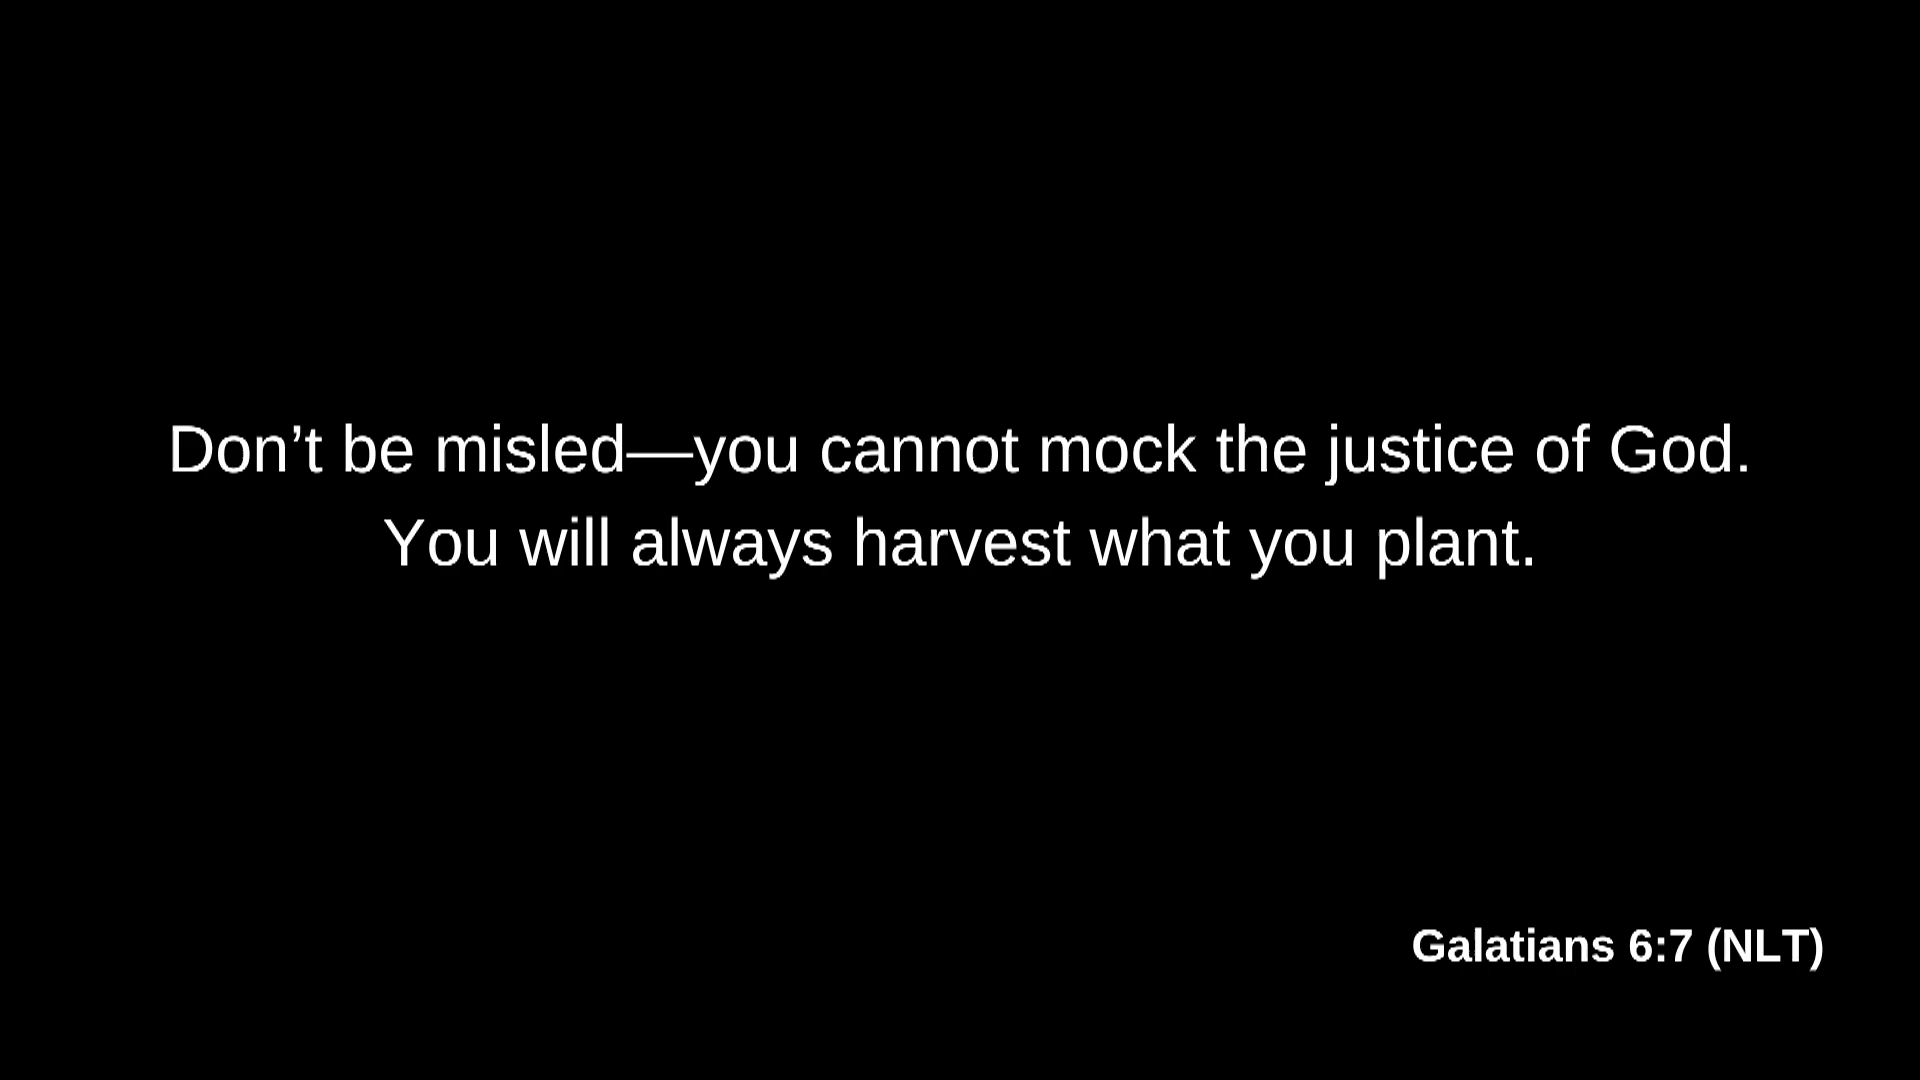 Don’t be misled—you cannot mock the justice of God.
You will always harvest what you plant.
Galatians 6:7 (NLT)